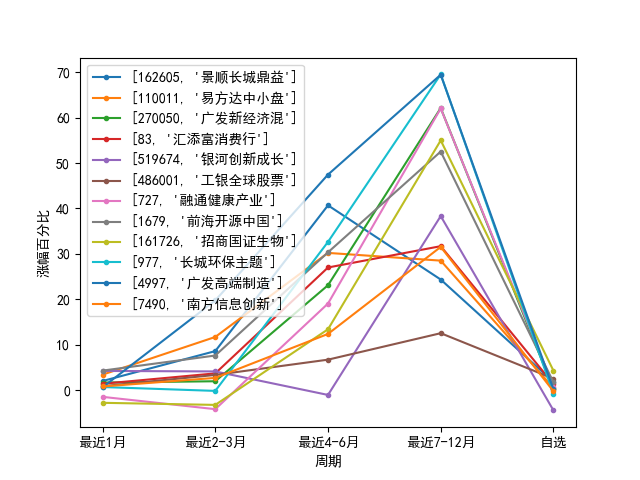 70
60
50
40
30
20
10
0
涨幅百分比
[162605, '景顺长城鼎益']
[110011, '易方达中小盘']
[270050, '广发新经济混']
[83, '汇添富消费行']
[519674, '银河创新成长']
[486001, '工银全球股票']
[727, '融通健康产业']
[1679, '前海开源中国']
[161726, '招商国证生物']
[977, '长城环保主题']
[4997, '广发高端制造']
[7490, '南方信息创新']
最近1月 最近2-3月 最近4-6月 最近7-12月 自选
周期